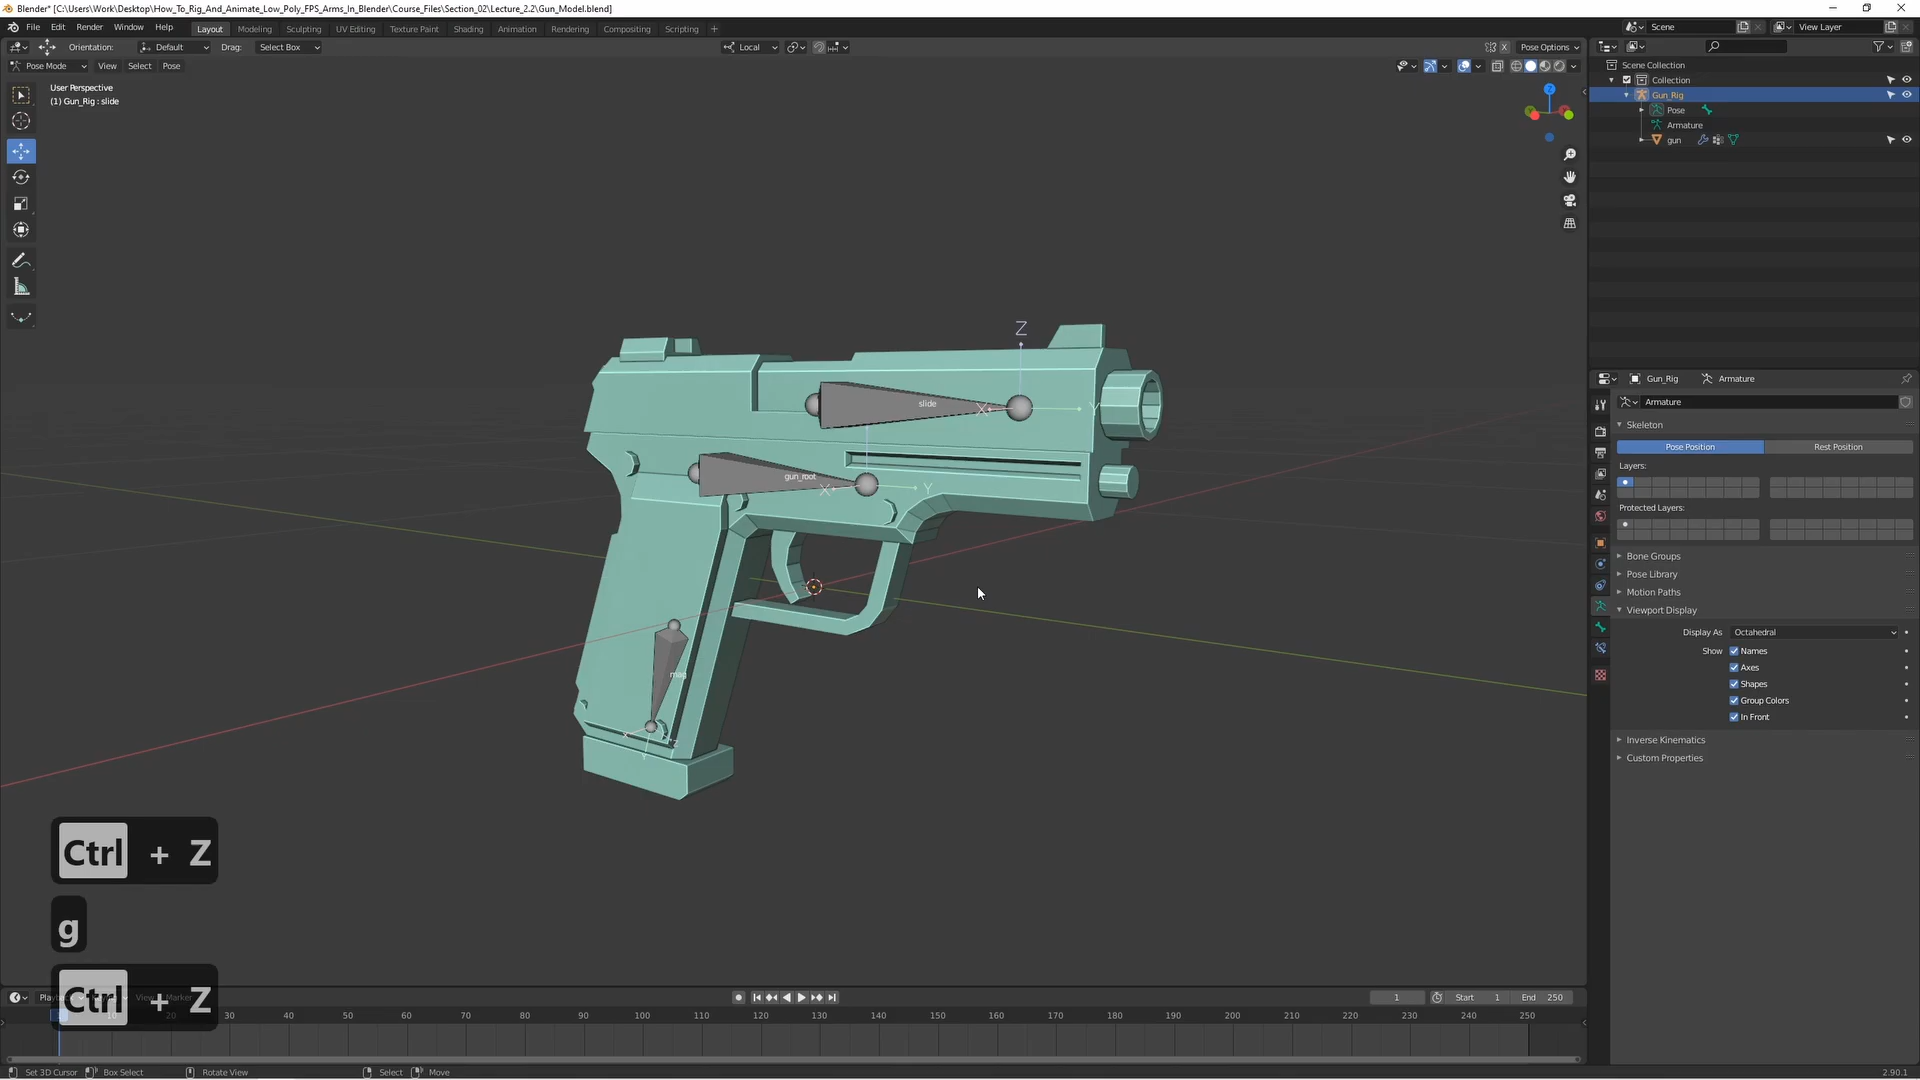 Blender* [C:\Users\Work\Desktop\How_To_Rig_And_Animate_Low_Poly_FPS_Arms_In_Blender\Course_Files\Section_02\Lecture_2.2\Gun_Model.blend]
File Edit Render Window Help Layout Modeling Sculpting UV Editing Texture Paint Shading Animation Rendering Compositing Scripting + Scene View Layer
Orientation: Default Drag: Select Box Local X Pose Options
Pose Mode View Select Pose
User Perspective
(1) Gun_Rig : slide
Scene Collection
Collection
Gun_Rig
Pose
Armature
gun
Z
Z
slide X Y
gun_root X Y
mag
Z
Y
Gun_Rig Armature
Armature
Skeleton
Pose Position Rest Position
Layers:
Protected Layers:
Bone Groups
Pose Library
Motion Paths
Viewport Display
Display As Octahedral
Show Names
Axes
Shapes
Group Colors
In Front
Inverse Kinematics
Custom Properties
Ctrl + Z
g
Ctrl + Z
View Marker
1 Start 1 End 250
10 20 30 40 50 60 70 80 90 100 110 120 130 140 150 160 170 180 190 200 210 220 230 240 250
Set 3D Cursor Box Select Rotate View Select Move 2.90.1